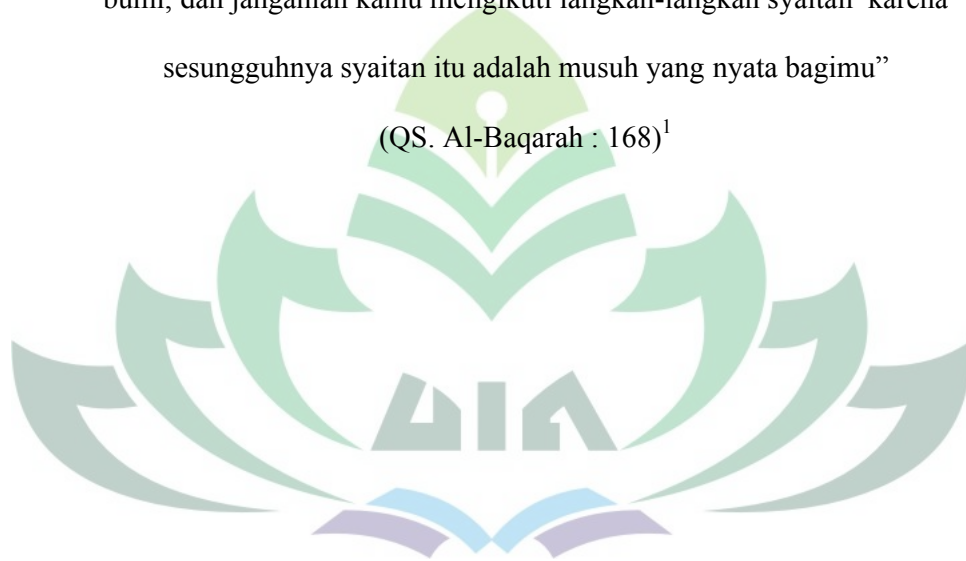 bumi, dan janganlah kamu mengikuti langkah-langkah syaitan karena
sesungguhnya syaitan itu adalah musuh yang nyata bagimu”
(QS. Al-Baqarah : 168)1
UIN